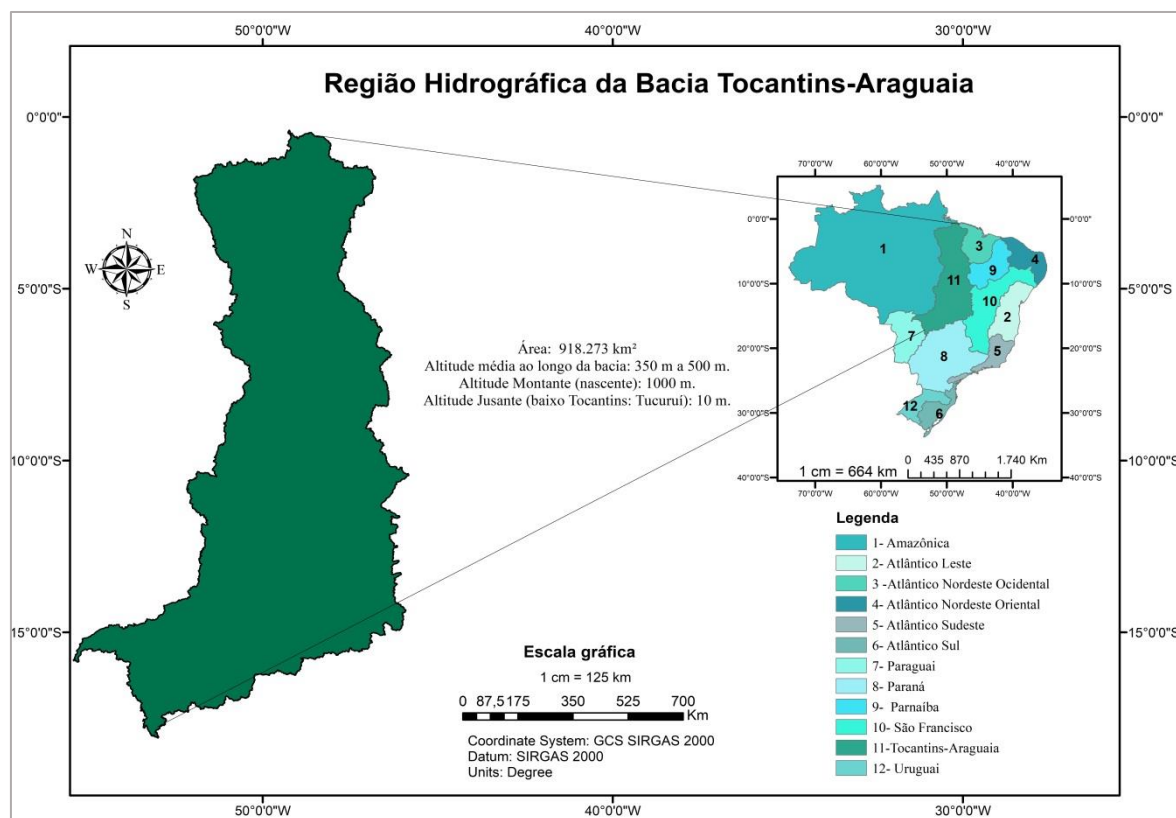 50°0'0"W 40°0'0"W 30°0'0"W
Região Hidrográfica da Bacia Tocantins-Araguaia
0°0'0"
5°0'0"S
10°0'0"S
15°0'0"S
N
W E
S
Área: 918.273 km²
Altitude média ao longo da bacia: 350 m a 500 m.
Altitude Montante (nascente): 1000 m.
Altitude Jusante (baixo Tocantins: Tucuruí): 10 m.
70°0'0"W 60°0'0"W 50°0'0"W 40°0'0"W
0°0'0"
10°0'0"S
20°0'0"S
30°0'0"S
40°0'0"S
1
3
4
9
11
10
2
7
5
8
12
6
0°0'0"
10°0'0"S
20°0'0"S
30°0'0"S
40°0'0"S
0 435 870 1.740 Km
1 cm = 664 km
70°0'0"W 60°0'0"W 50°0'0"W 40°0'0"W
Legenda
1- Amazônica
2- Atlântico Leste
3 -Atlântico Nordeste Ocidental
4- Atlântico Nordeste Oriental
5- Atlântico Sudeste
6- Atlântico Sul
7- Paraguai
8- Paraná
9- Parnaíba
10- São Francisco
11-Tocantins-Araguaia
12- Uruguai
Escala gráfica
1 cm = 125 km
0 87,5 175 350 525 700
Km
Coordinate System: GCS SIRGAS 2000
Datum: SIRGAS 2000
Units: Degree
0°0'0"
5°0'0"S
10°0'0"S
15°0'0"S
50°0'0"W 40°0'0"W 30°0'0"W